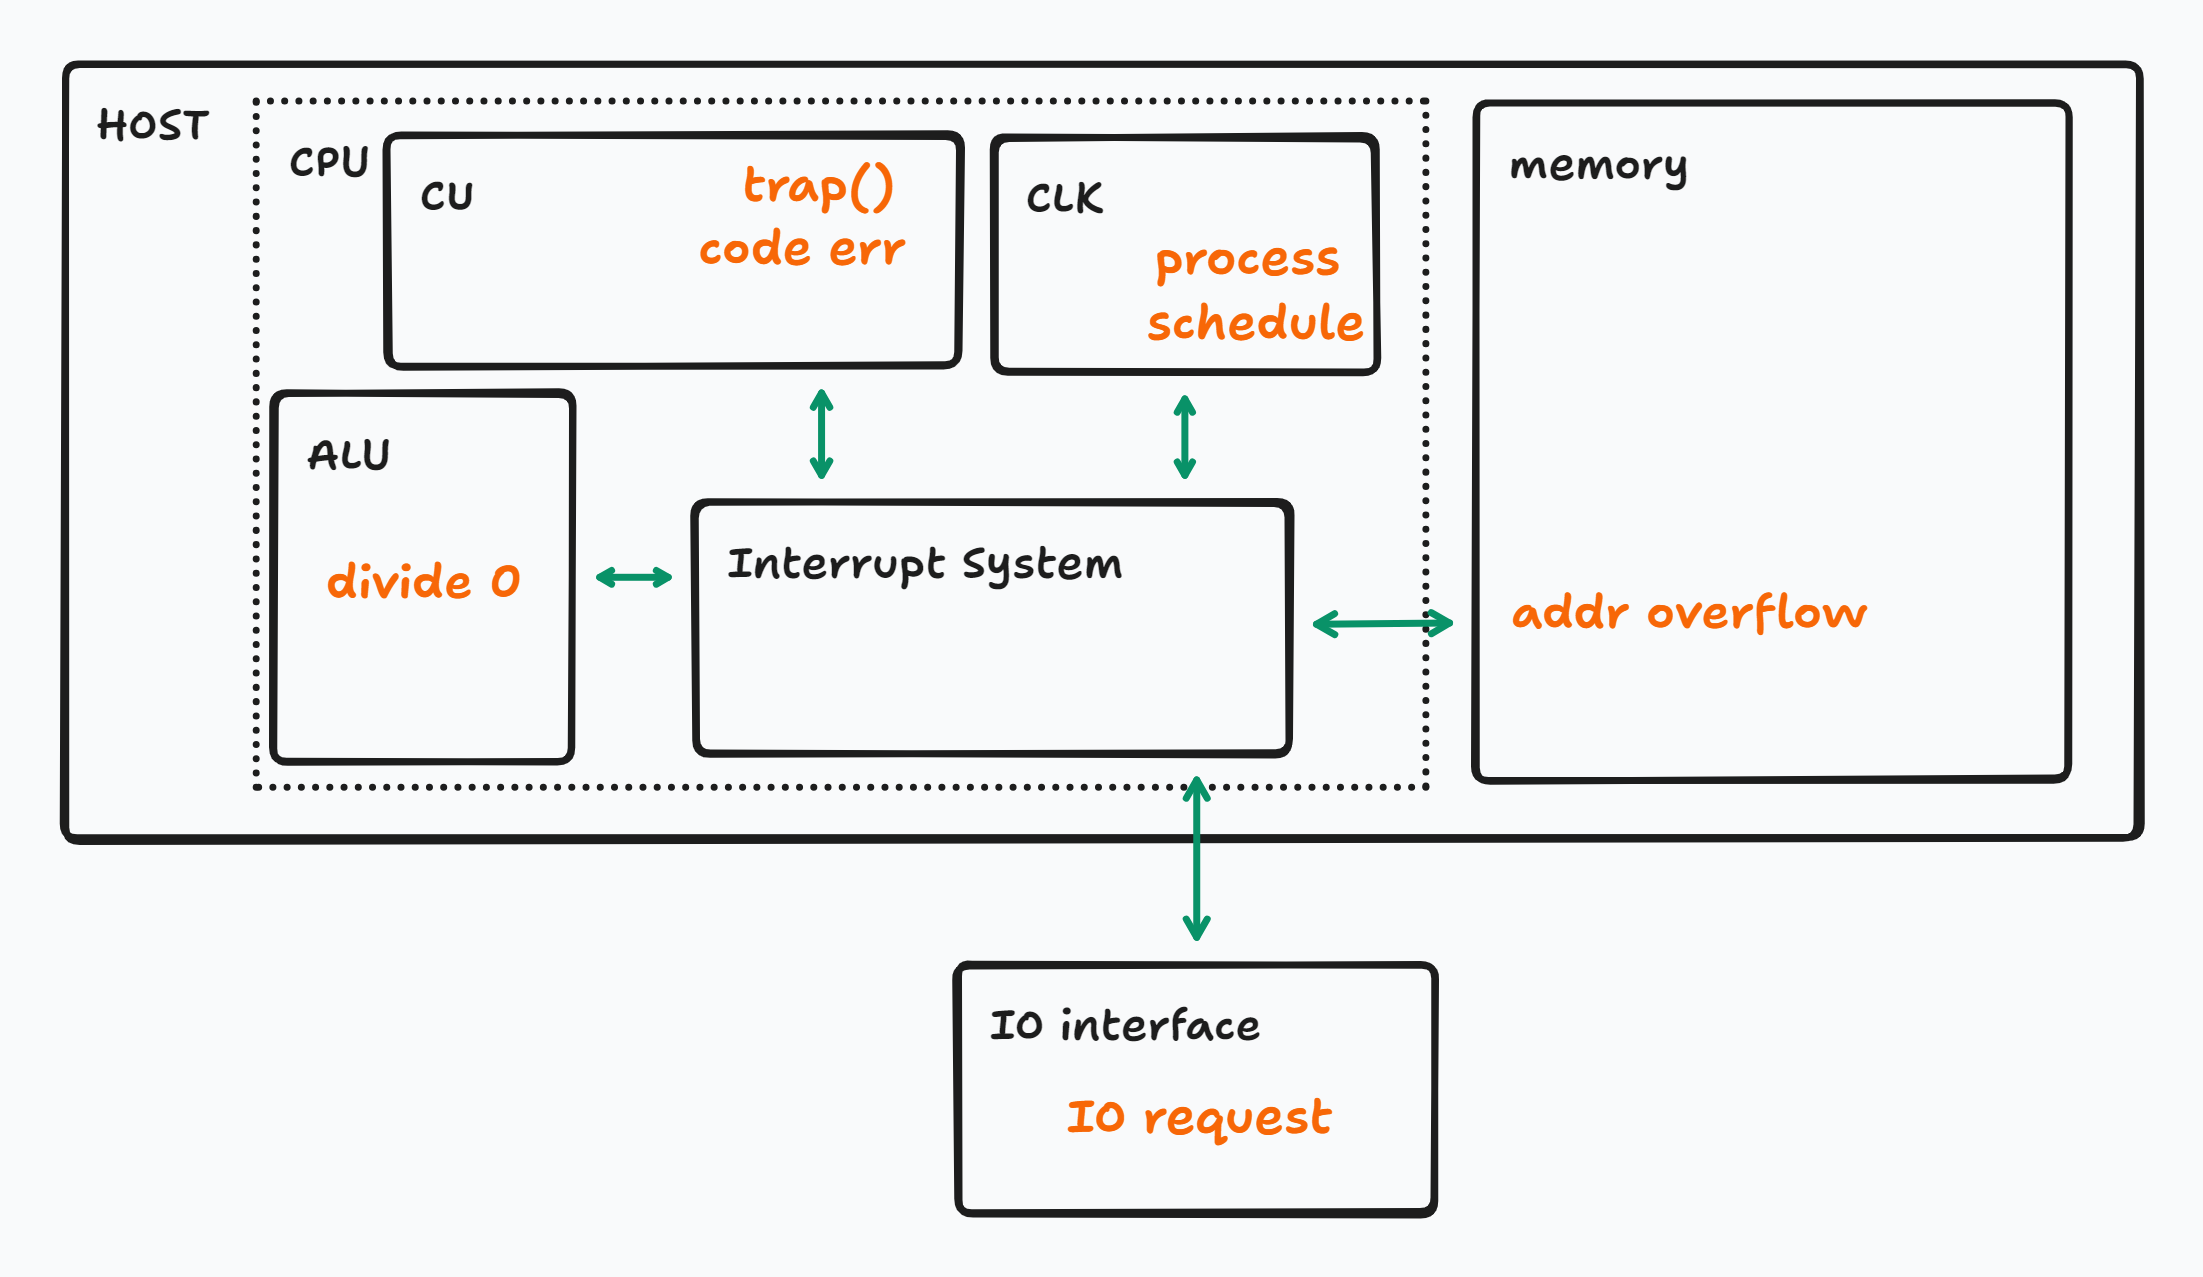 HOST
CPU
CU
trap()
code err
CLK
process
schedule
memory
ALU
divide 0
Interrupt System
addr overflow
IO interface
IO request